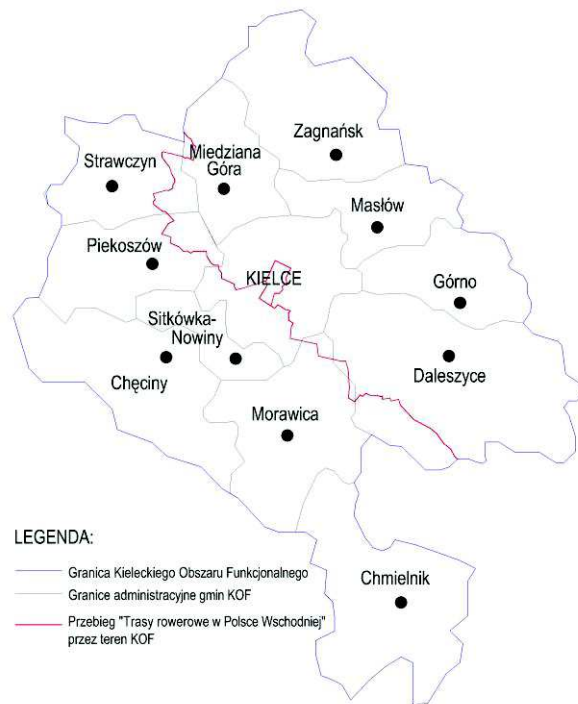 Zagnańsk
Miedziana
Góra
Strawczyn
Masłów
Piekoszów
KIELCE
Górno
Sitkówka-
Nowiny
Chęciny
Daleszyce
Morawica
LEGENDA:
Granica Kieleckiego Obszaru Funkcjonalnego
Granice administracyjne gmin KOF
Przebieg "Trasy rowerowe w Polsce Wschodniej"
przez teren KOF
Chmielnik